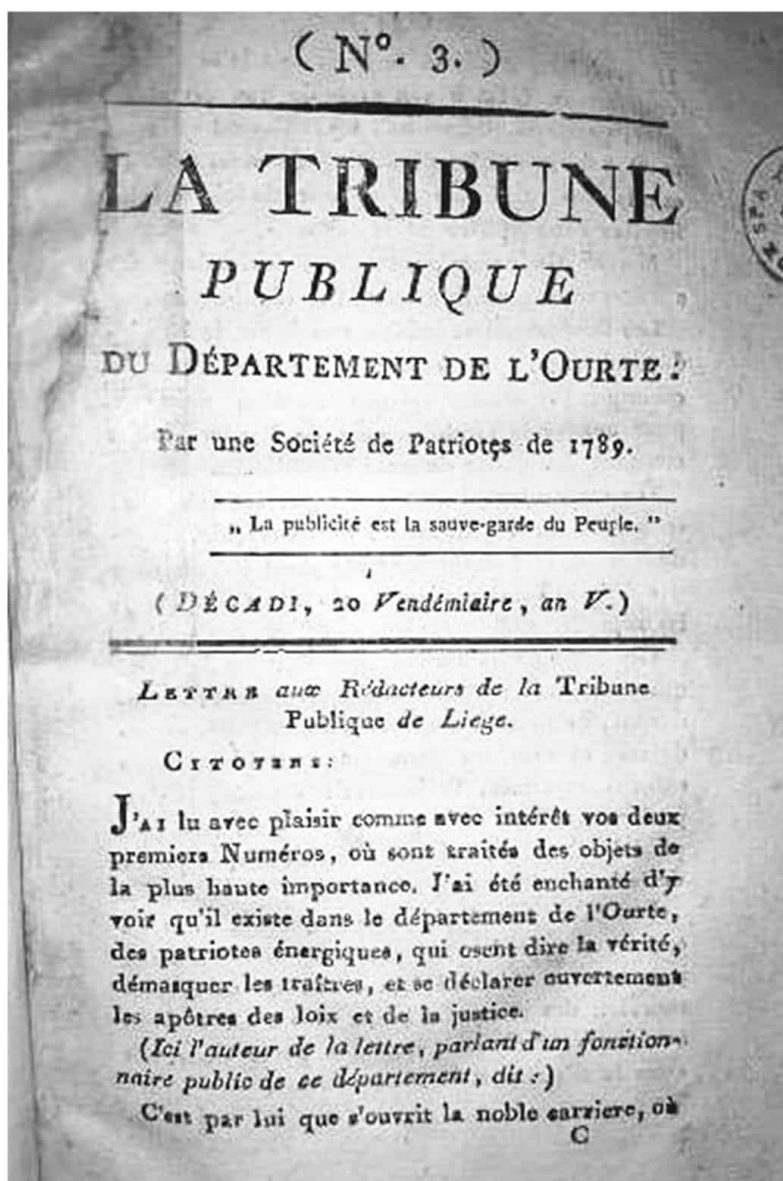 ( Nº. 3. )
LA TRIBUNE
PUBLIQUE
DU DÉPARTEMENT DE L'OURTE.
Par une Société de Patriotes de 1789.
„ La publicité est la sauve-garde du Peuple. ”
( DÉCADI, 20 Vendémiaire, an V. )
LETTRE aux Rédacteurs de la Tribune
Publique de Liege.
CITOYENS:
J'AI lu avec plaisir comme avec intérêt vos deux
premiers Numéros, où sont traités des objets de
la plus haute importance. J'ai été enchanté d'y
voir qu'il existe dans le département de l'Ourte,
des patriotes énergiques, qui osent dire la vérité,
démasquer les traîtres, et se déclarer ouvertement
les apôtres des loix et de la justice.
(Ici l'auteur de la lettre, parlant d'un fonction-
naire public de ce département, dit :)
C'est par lui que s'ouvrit la noble carriere, où
C
SPA